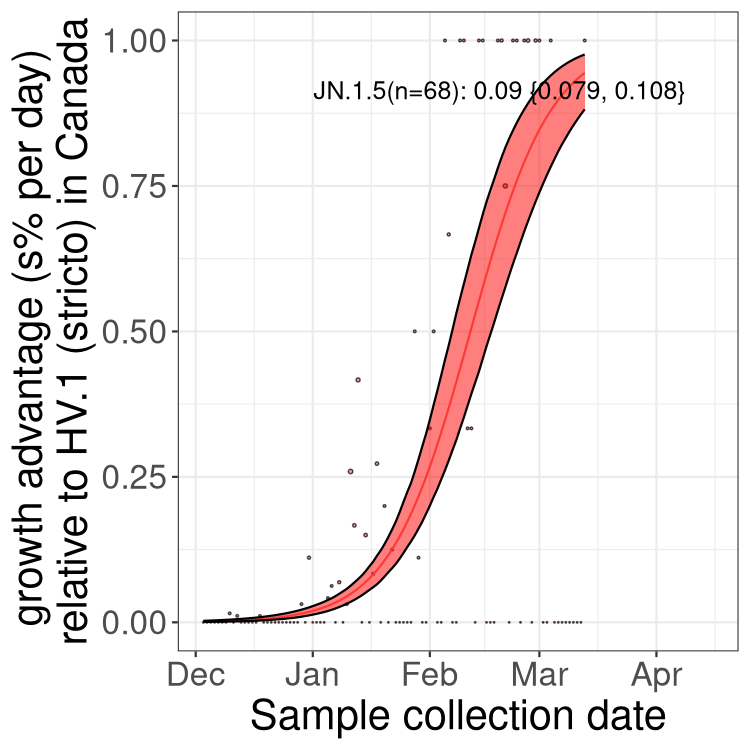 growth advantage (s% per day)
relative to HV.1 (stricto) in Canada
1.00
0.75
0.50
0.25
0.00
JN.1.5(n=68): 0.09 {0.079, 0.108}
Dec Jan Feb Mar Apr
Sample collection date